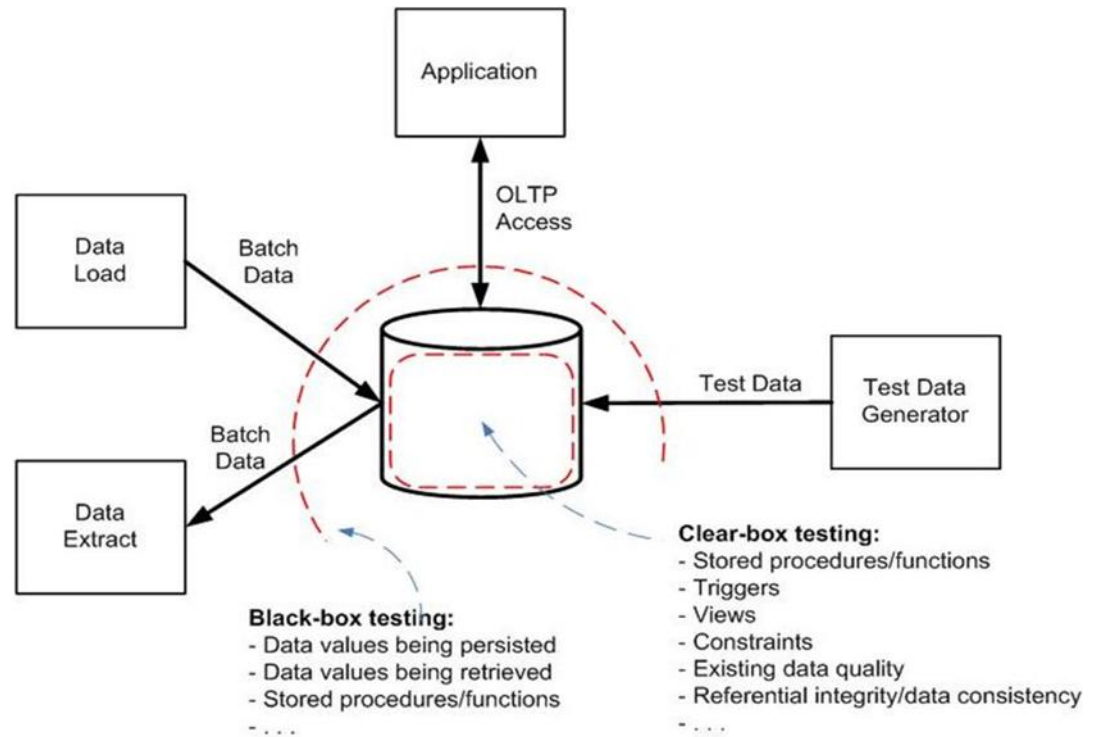 Application
OLTP
Access
Data
Load
Batch
Data
Test Data
Test Data
Generator
Batch
Data
Data
Extract
Clear-box testing:
- Stored procedures/functions
- Triggers
- Views
- Constraints
- Existing data quality
- Referential integrity/data consistency
- . . .
Black-box testing:
- Data values being persisted
- Data values being retrieved
- Stored procedures/functions
- . . .